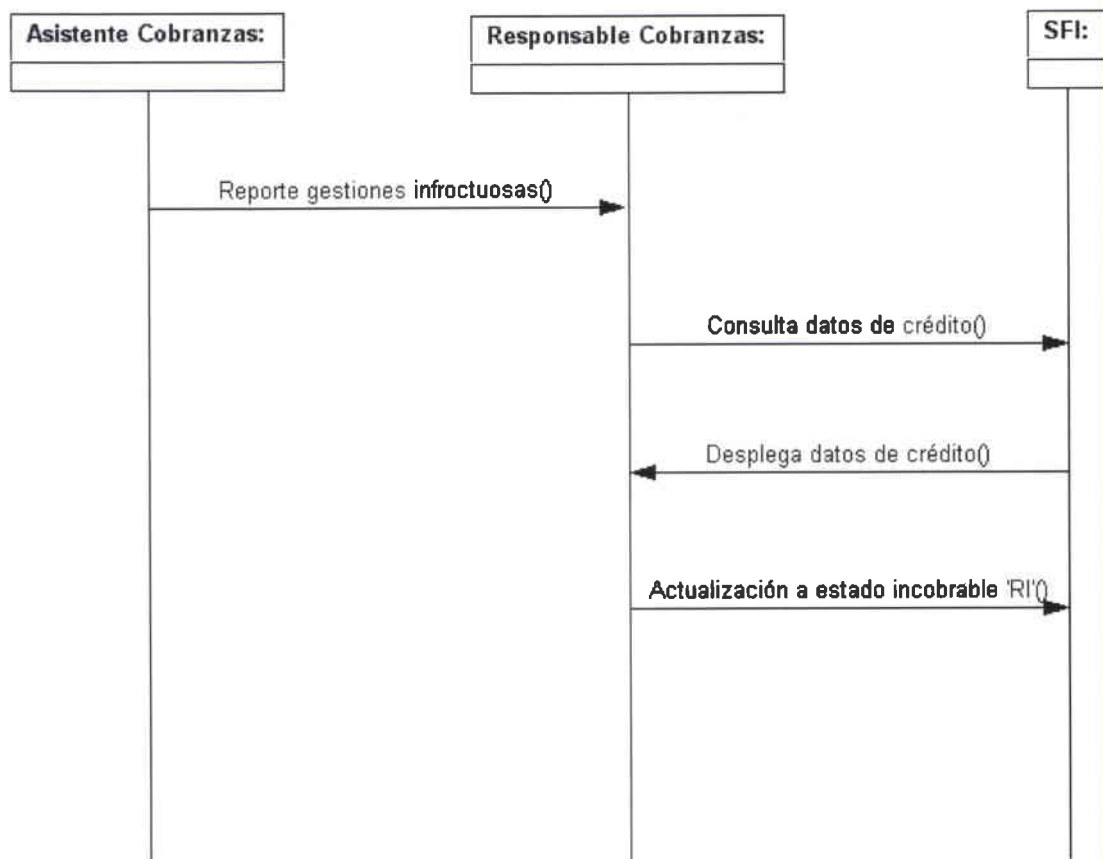 Asistente Cobranzas:
Responsable Cobranzas:
SFI:
Reporte gestiones infroctuosas()
Consulta datos de crédito()
Desplega datos de crédito()
Actualización a estado incobrable 'RI'()